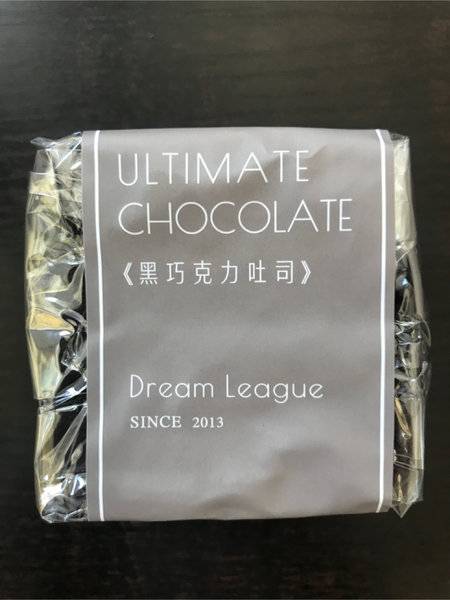 ULTIMATE
CHOCOLATE
《黑巧克力吐司》
Dream League
SINCE 2013